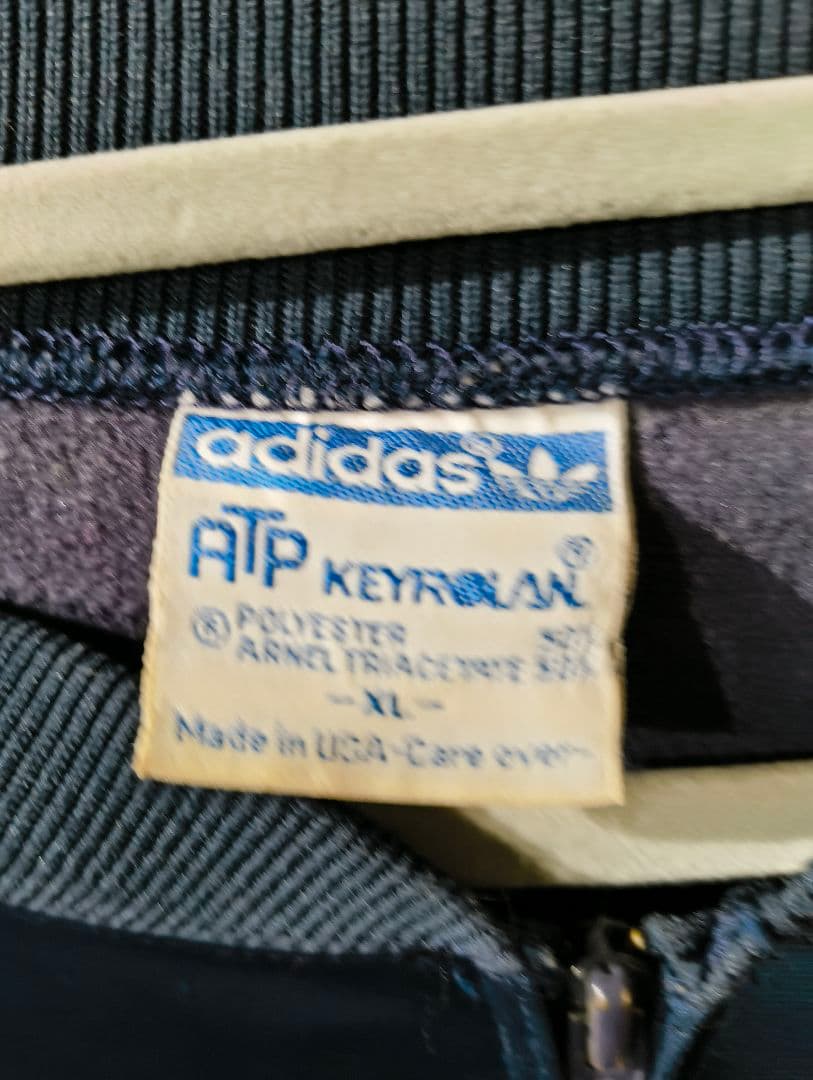 adidas®
ATP KEYROLAN®
® POLYESTER
ARNEL TRIACETATE
-XL-
Made in USA-Care over-